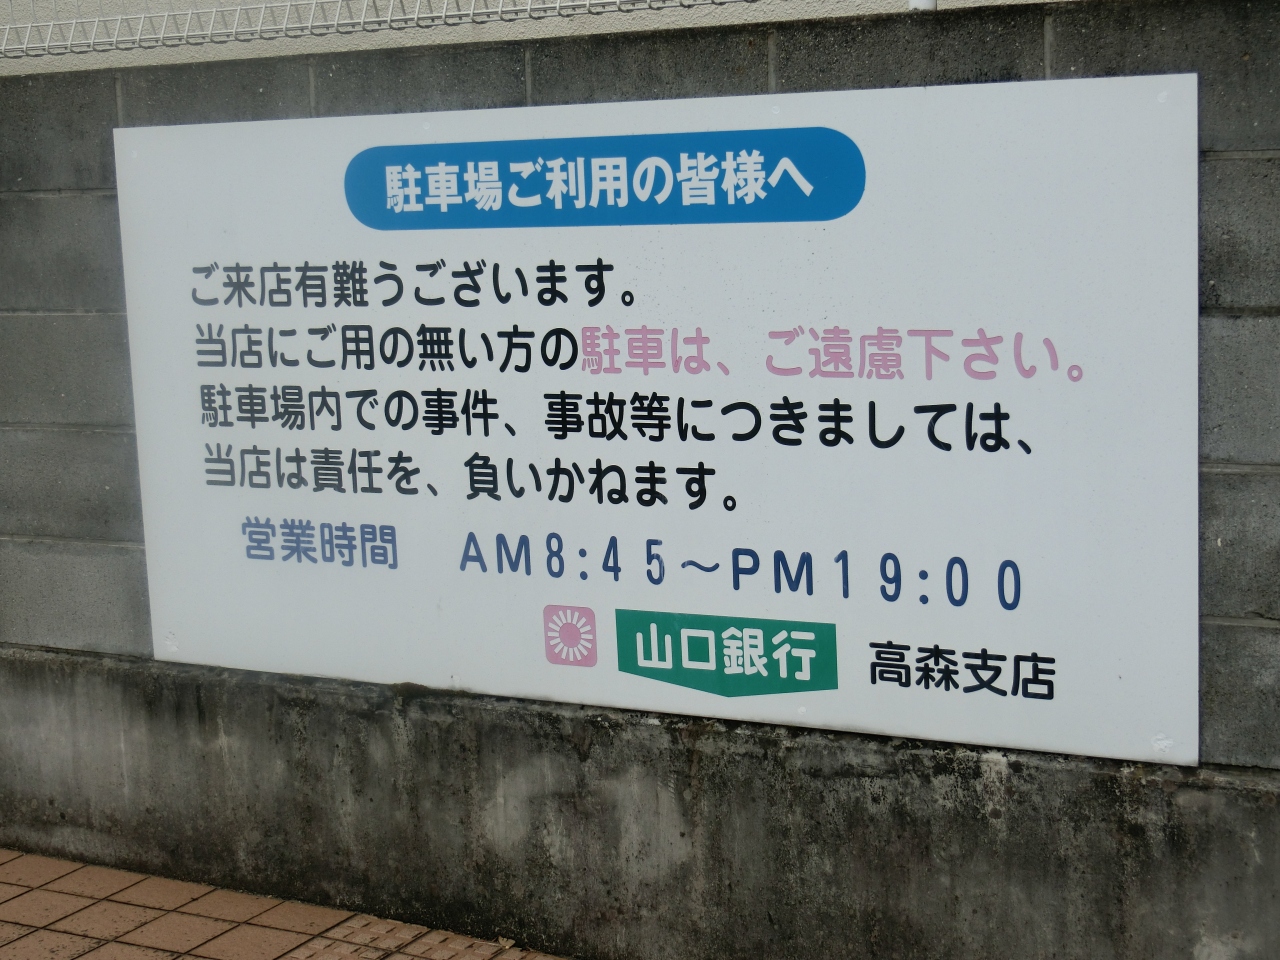 駐車場ご利用の皆様へ
ご来店有難うございます。
当店にご用の無い方の駐車は、ご遠慮下さい。
駐車場内での事件、事故等につきましては、
当店は責任を、負いかねます。
営業時間　AM8:45～PM19:00
山口銀行 高森支店